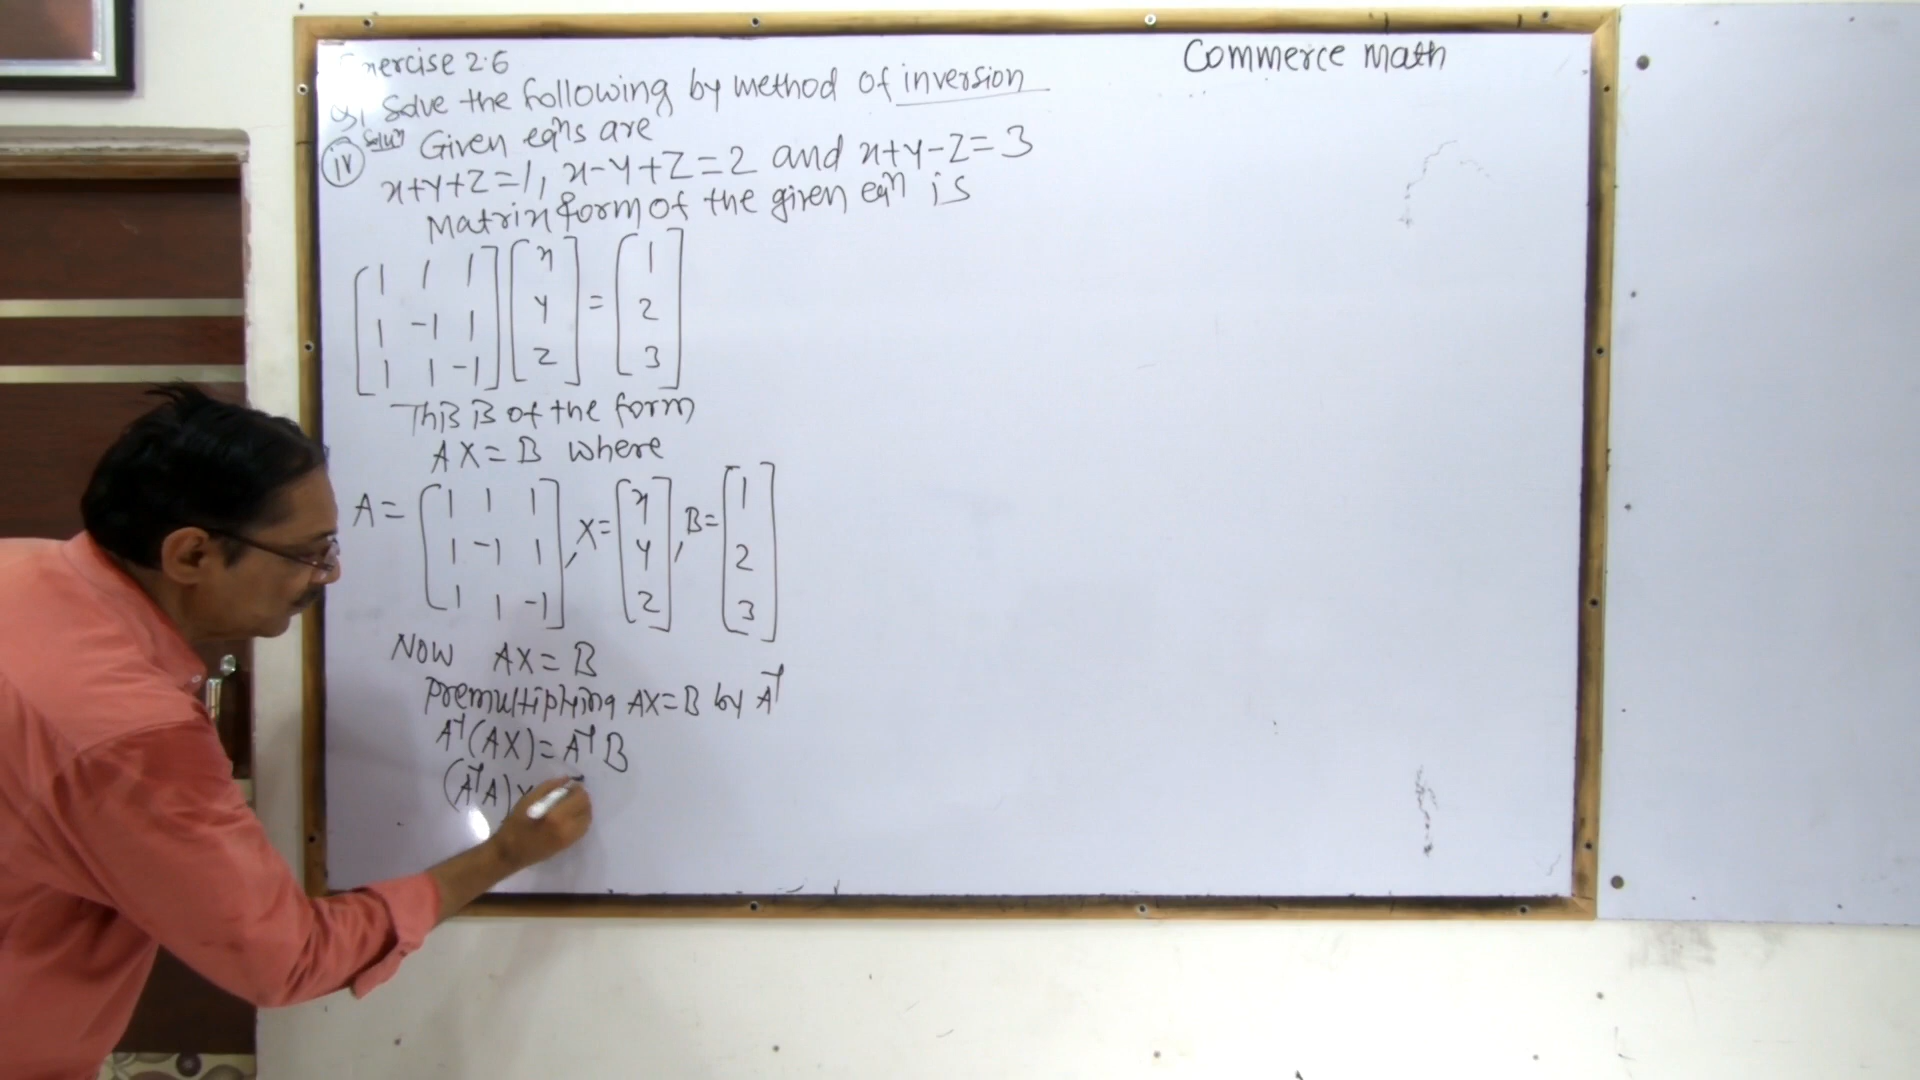 Commerce Math
Exercise 2.6
Q1 Solve the following by method of inversion
iv Soluⁿ Given eqⁿs are
x+y+z=1, x-y+z=2 and x+y-z=3
Matrix form of the given eqⁿ is
[1 1 1] [x] = [1]
[1 -1 1] [y] [2]
[1 1 -1] [z] [3]
This is of the form
AX=B where
A= [1 1 1], X= [x], B= [1]
[1 -1 1] [y] [2]
[1 1 -1] [z] [3]
Now AX=B
Premultiplying AX=B by A⁻¹
A⁻¹(AX)=A⁻¹B
(A⁻¹A)X